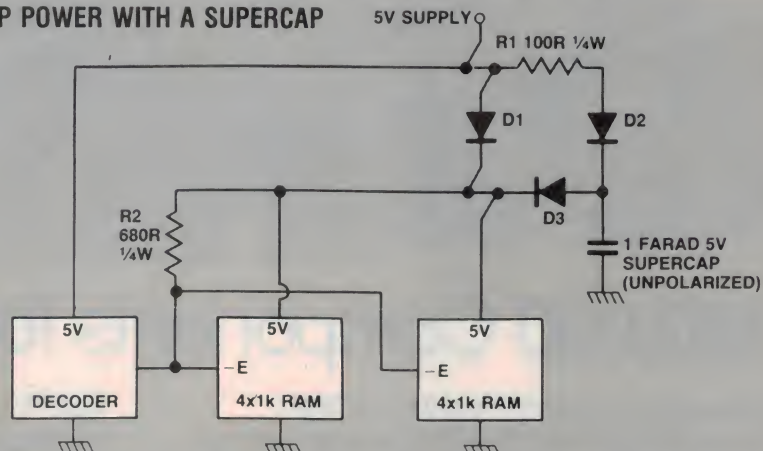 P POWER WITH A SUPERCAP
5V SUPPLY
R1 100R ¼W
D1
D2
D3
R2
680R
¼W
1 FARAD 5V
SUPERCAP
(UNPOLARIZED)
5V
DECODER
5V
–E
4x1k RAM
5V
–E
4x1k RAM